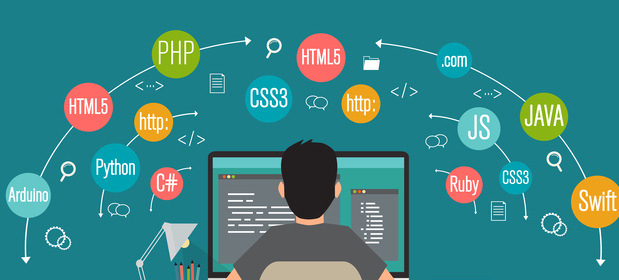 PHP
HTML5
.com
HTML5
CSS3
http:
JAVA
http:
JS
Python
C#
Ruby
CSS3
Arduino
Swift